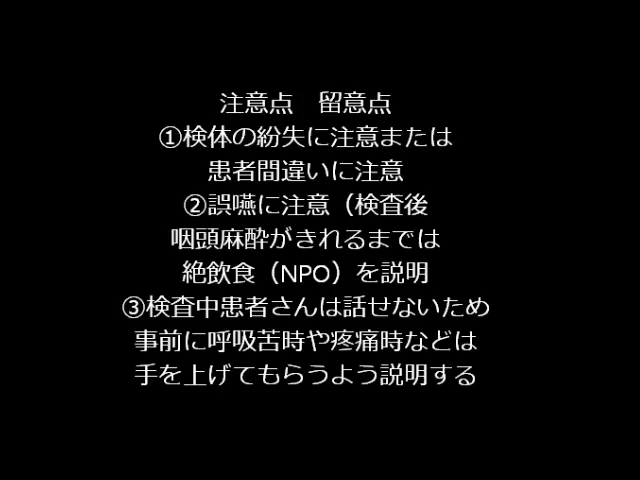 注意点　留意点
①検体の紛失に注意または
患者間違いに注意
②誤嚥に注意（検査後
咽頭麻酔がきれるまでは
絶飲食（NPO）を説明
③検査中患者さんは話せないため
事前に呼吸苦時や疼痛時などは
手を上げてもらうよう説明する